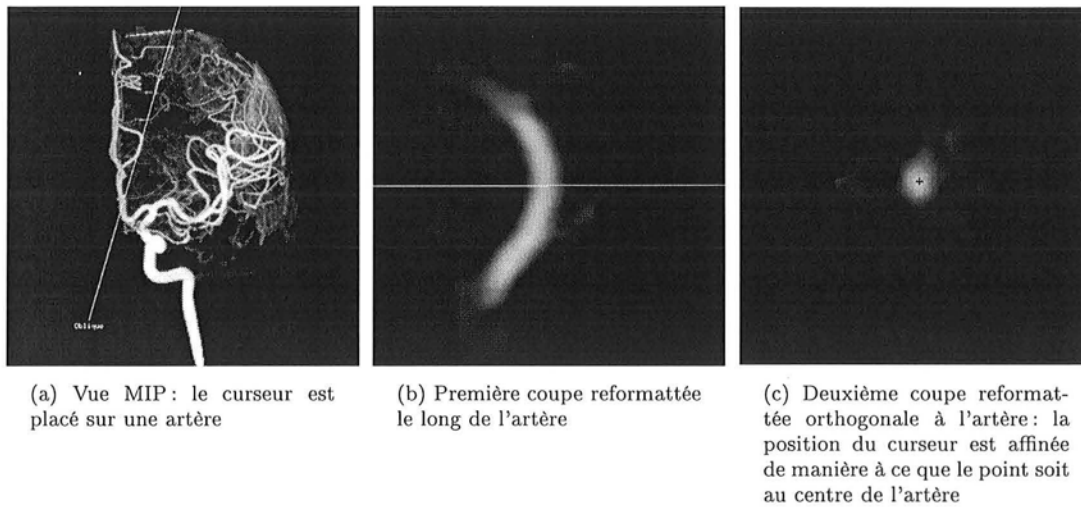 Oblique
(a) Vue MIP : le curseur est
placé sur une artère
(b) Première coupe reformattée
le long de l'artère
(c) Deuxième coupe reformat-
tée orthogonale à l'artère : la
position du curseur est affinée
de manière à ce que le point soit
au centre de l'artère